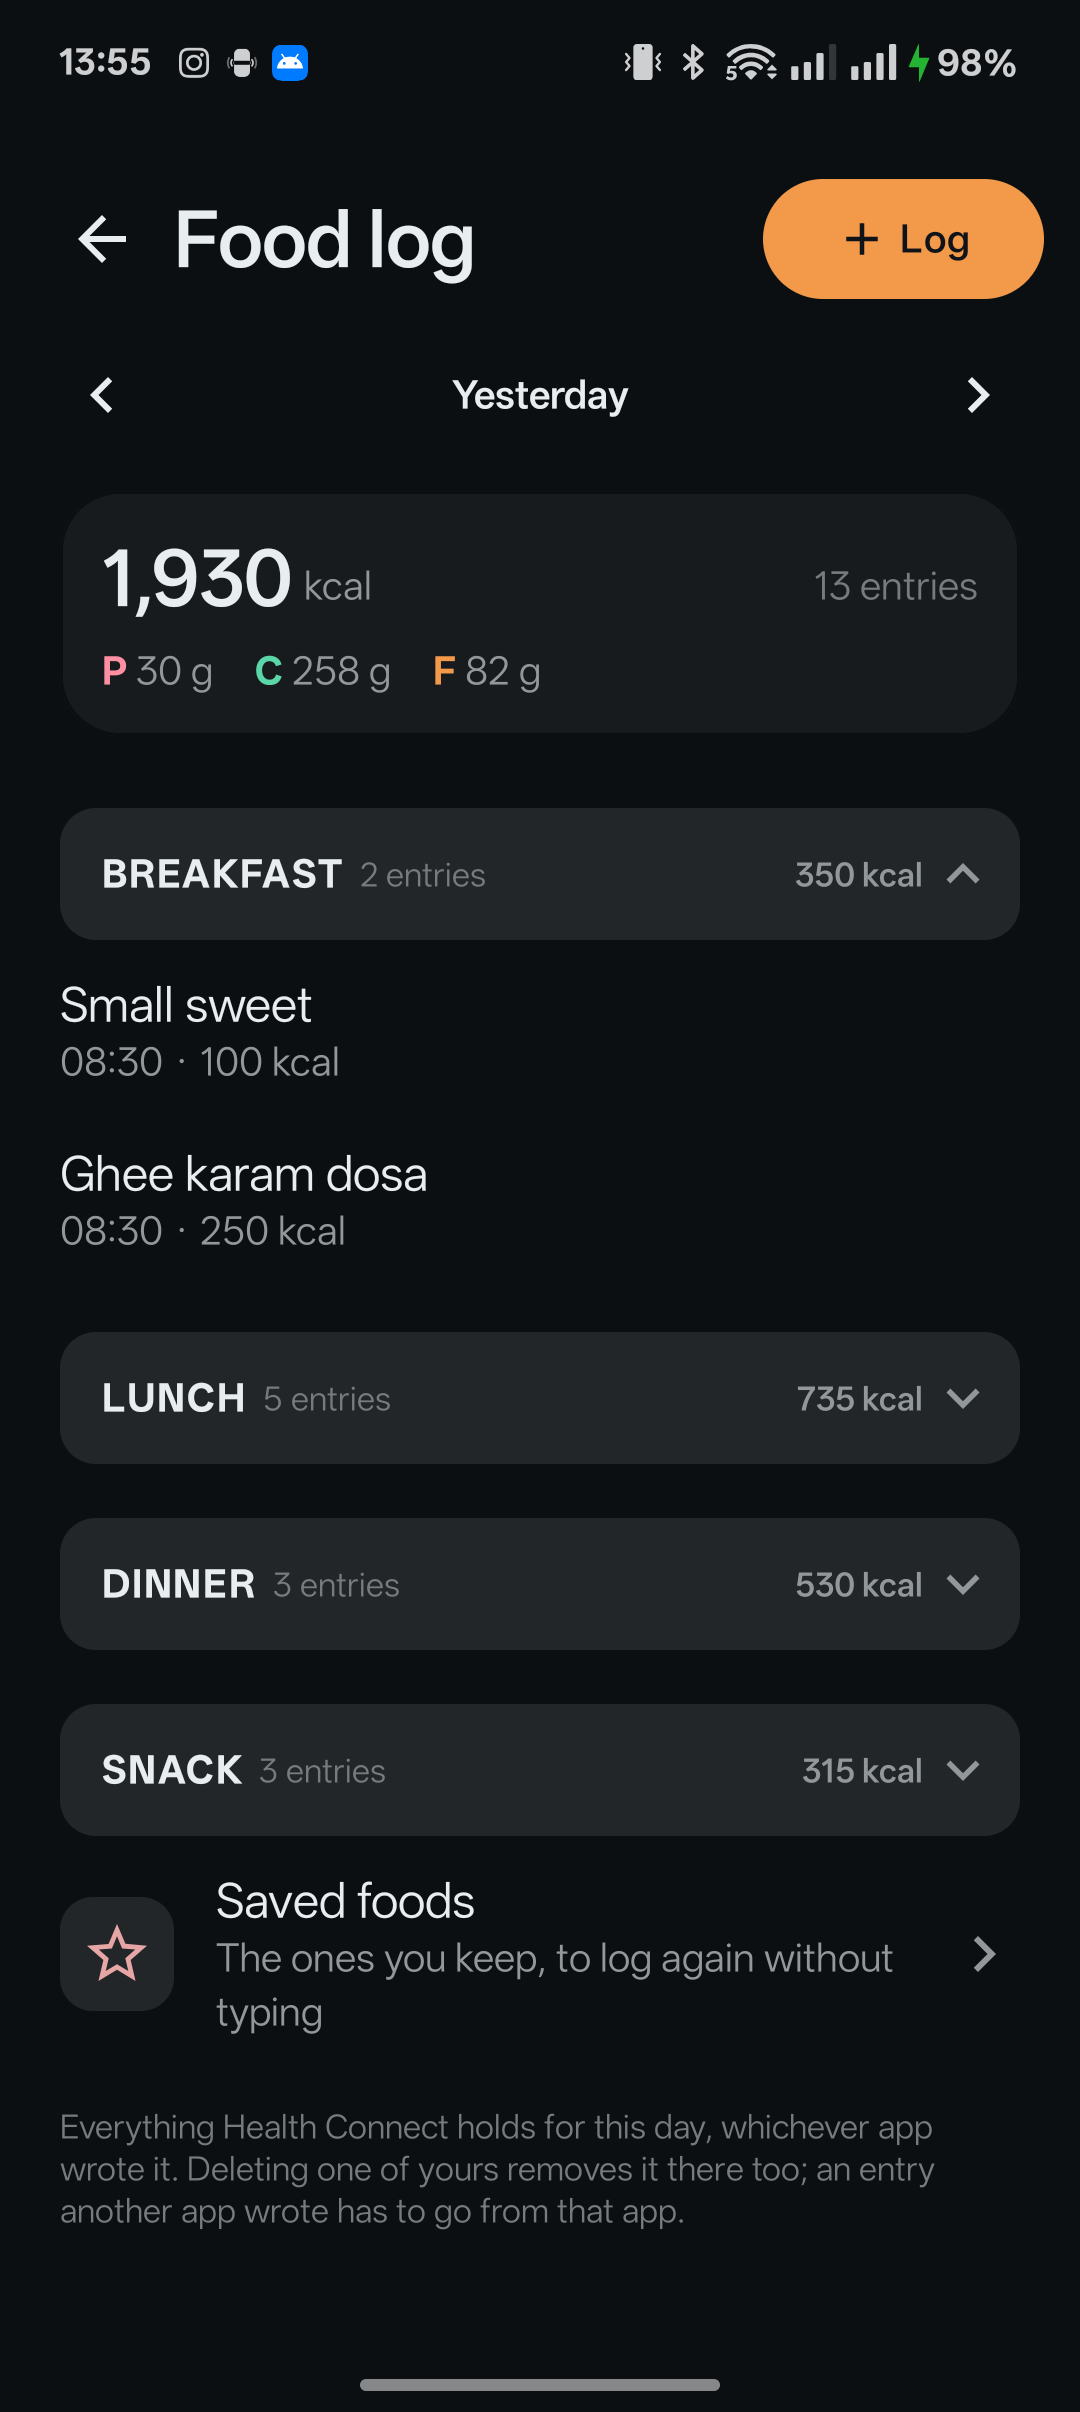 13:55
5
98%
Food log
+ Log
Yesterday
1,930 kcal
13 entries
P 30 g C 258 g F 82 g
BREAKFAST 2 entries 350 kcal
Small sweet
08:30 · 100 kcal
Ghee karam dosa
08:30 · 250 kcal
LUNCH 5 entries 735 kcal
DINNER 3 entries 530 kcal
SNACK 3 entries 315 kcal
Saved foods
The ones you keep, to log again without
typing
Everything Health Connect holds for this day, whichever app
wrote it. Deleting one of yours removes it there too; an entry
another app wrote has to go from that app.